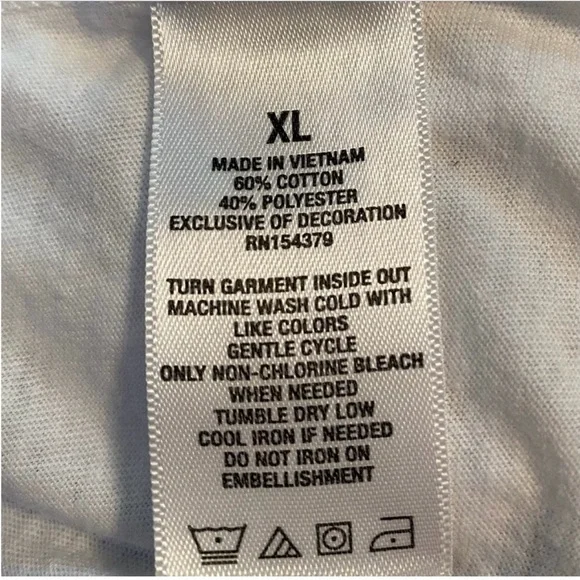 XL
MADE IN VIETNAM
60% COTTON
40% POLYESTER
EXCLUSIVE OF DECORATION
RN154379
TURN GARMENT INSIDE OUT
MACHINE WASH COLD WITH
LIKE COLORS
GENTLE CYCLE
ONLY NON-CHLORINE BLEACH
WHEN NEEDED
TUMBLE DRY LOW
COOL IRON IF NEEDED
DO NOT IRON ON
EMBELLISHMENT